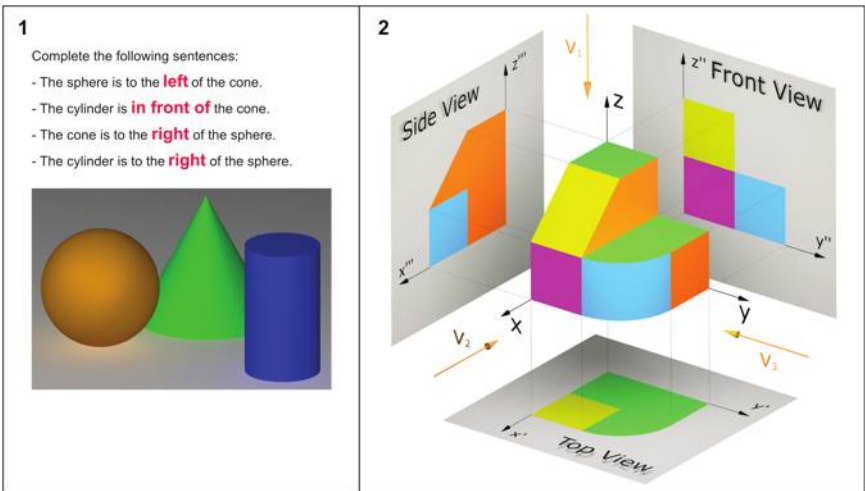 1
Complete the following sentences:
- The sphere is to the left of the cone.
- The cylinder is in front of the cone.
- The cone is to the right of the sphere.
- The cylinder is to the right of the sphere.
2
V₁
z'''
z''
Front View
Side View
z
x'''
y''
x
y
V₂
V₃
y'
x'
Top View